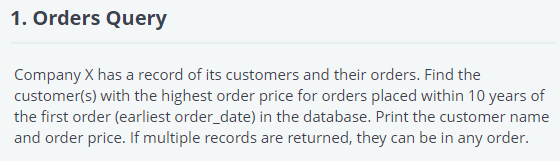 1. Orders Query
Company X has a record of its customers and their orders. Find the
customer(s) with the highest order price for orders placed within 10 years of
the first order (earliest order_date) in the database. Print the customer name
and order price. If multiple records are returned, they can be in any order.